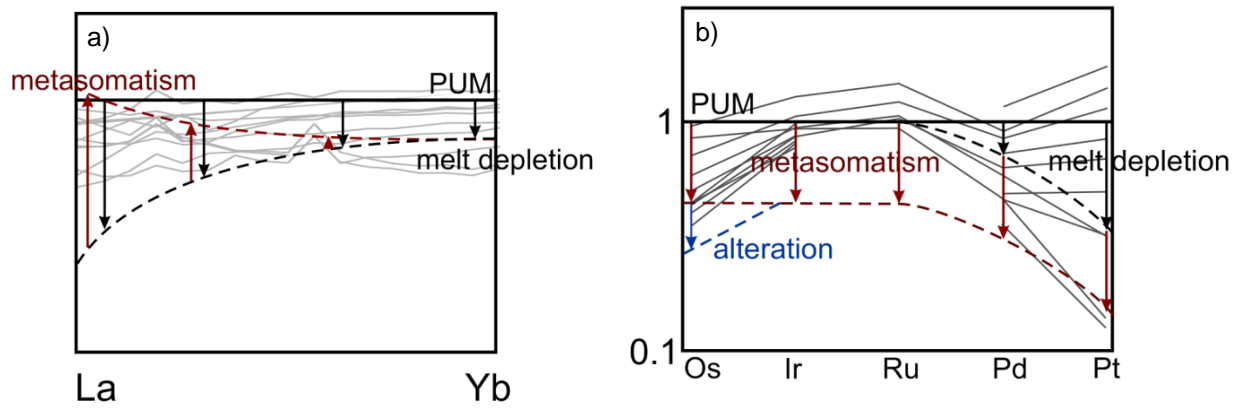 a)
metasomatism
PUM
melt depletion
La
Yb
b)
PUM
1
metasomatism
melt depletion
alteration
0.1
Os
Ir
Ru
Pd
Pt